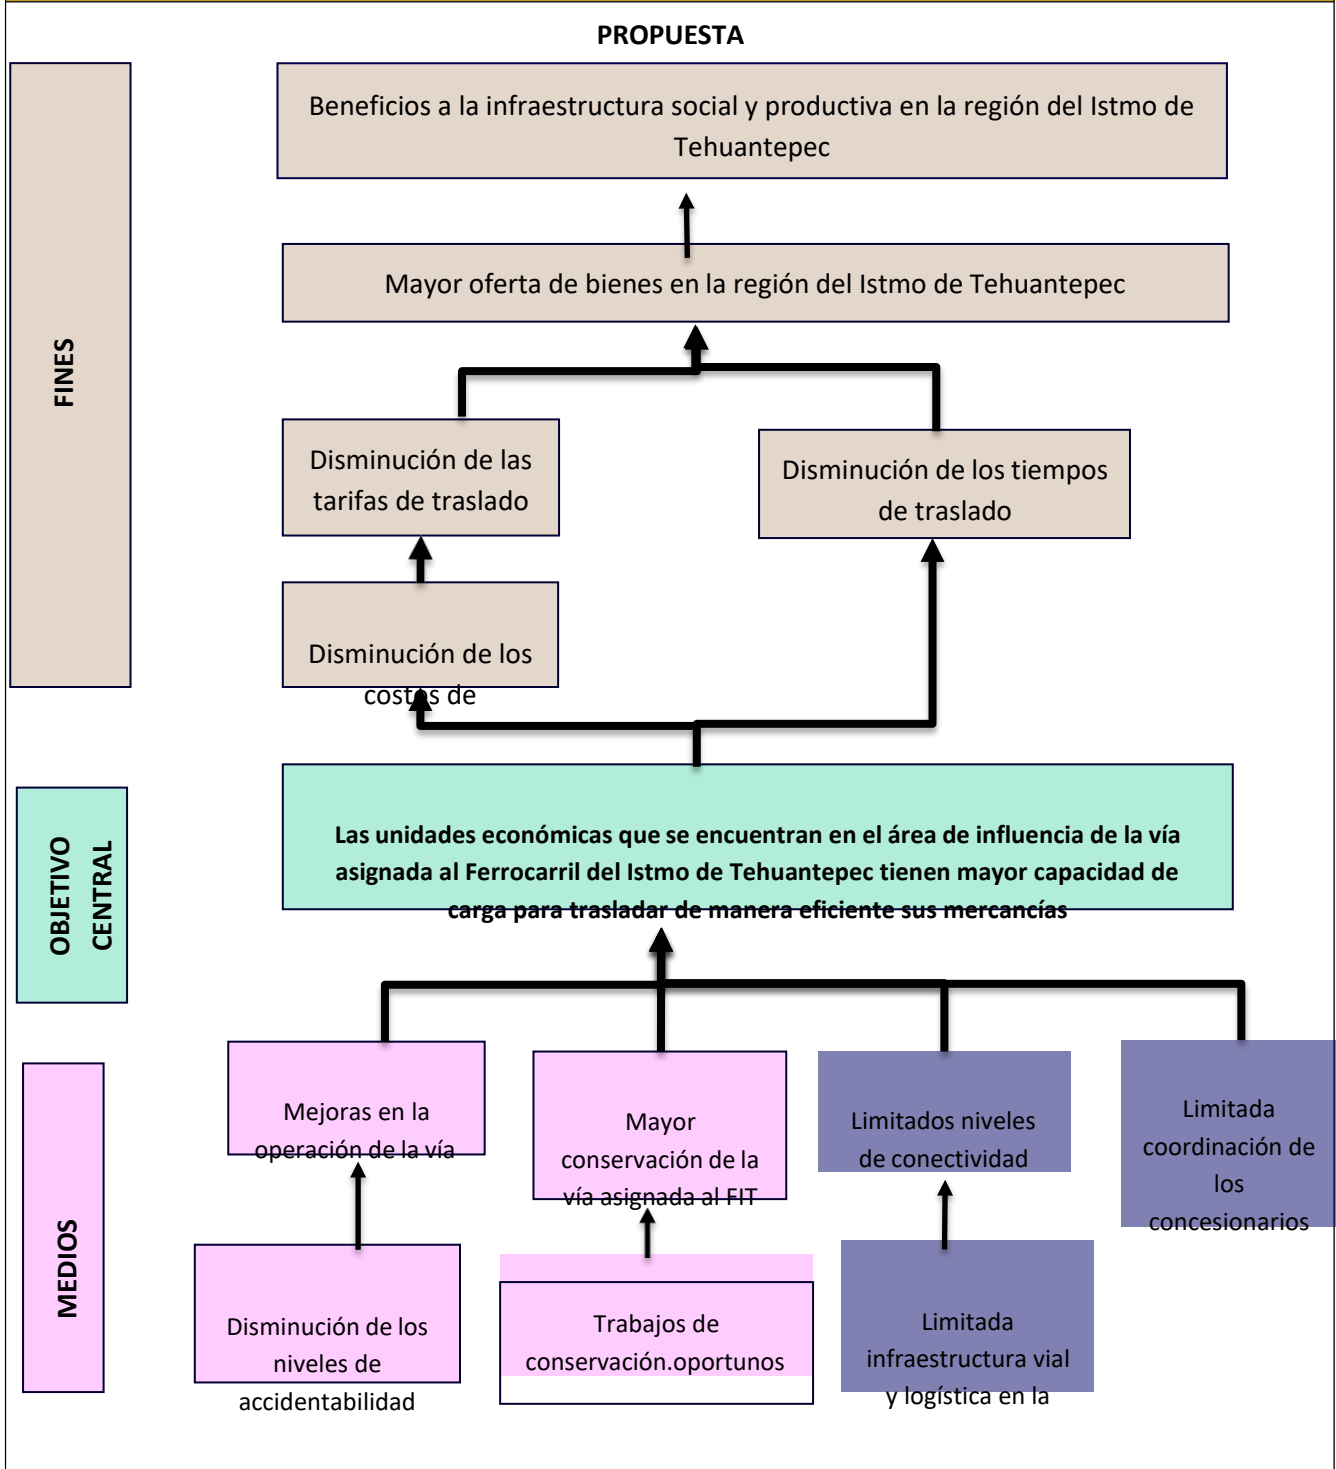 PROPUESTA
FINES
Beneficios a la infraestructura social y productiva en la región del Istmo de
Tehuantepec
Mayor oferta de bienes en la región del Istmo de Tehuantepec
Disminución de las
tarifas de traslado
Disminución de los tiempos
de traslado
Disminución de los
costos de
OBJETIVO
CENTRAL
Las unidades económicas que se encuentran en el área de influencia de la vía
asignada al Ferrocarril del Istmo de Tehuantepec tienen mayor capacidad de
carga para trasladar de manera eficiente sus mercancías
MEDIOS
Mejoras en la
operación de la vía
Mayor
conservación de la
vía asignada al FIT
Limitados niveles
de conectividad
Limitada
coordinación de
los
concesionarios
Disminución de los
niveles de
accidentabilidad
Trabajos de
conservación.oportunos
Limitada
infraestructura vial
y logística en la